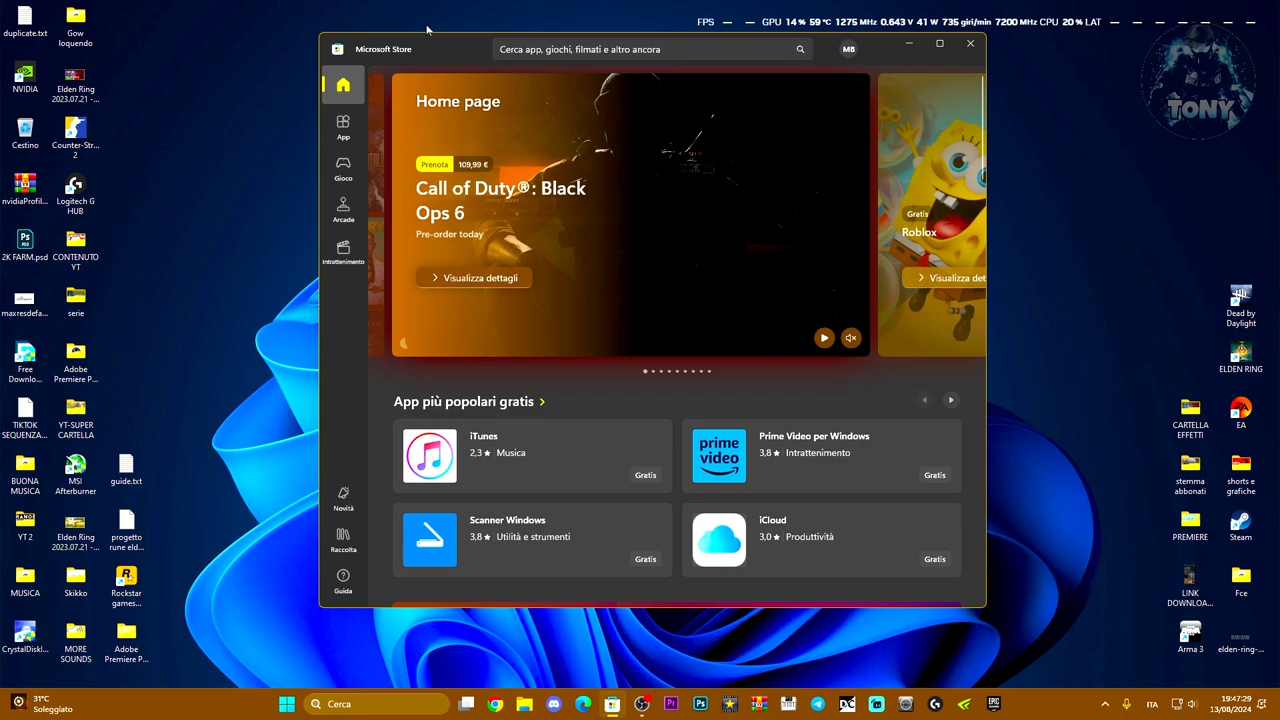 FPS — — GPU 14 % 59 °C 1275 MHz 0.643 V 41 W 735 giri/min 7200 MHz CPU 20 % LAT — — — — — —
Microsoft Store
Cerca app, giochi, filmati e altro ancora
MB
Home page
Prenota 109,99 €
Call of Duty®: Black
Ops 6
Pre-order today
Visualizza dettagli
Gratis
Roblox
Visualizza det
App
Gioco
Arcade
Intrattenimento
Novità
Raccolta
Guida
App più popolari gratis
iTunes
2,3 ★ Musica
Gratis
Prime Video per Windows
3,8 ★ Intrattenimento
Gratis
prime
video
Scanner Windows
3,8 ★ Utilità e strumenti
Gratis
iCloud
3,0 ★ Produttività
Gratis
TONY
duplicate.txt
Gow
loquendo
NVIDIA
Elden Ring
2023.07.21 -...
Cestino
Counter-Str...
2
nvidiaProfil...
Logitech G
HUB
Ps
PSD
2K FARM.psd
CONTENUTO
YT
maxresdefa...
serie
Free
Downlo...
Adobe
Premiere P...
TIKTOK
SEQUENZA...
YT-SUPER
CARTELLA
BUONA
MUSICA
MSI
Afterburner
guide.txt
YT 2
Elden Ring
2023.07.21 -...
progetto
rune eld...
MUSICA
Skikko
Rockstar
games...
CrystalDiskI...
MORE
SOUNDS
Adobe
Premiere P...
Dead by
Daylight
ELDEN RING
CARTELLA
EFFETTI
EA
stemma
abbonati
shorts e
grafiche
PREMIERE
Steam
LINK
DOWNLOA...
Fce
Arma 3
elden-ring-...
31°C
Soleggiato
Cerca
Pr
Ps
DC
EPIC
ITA
19:47:29
13/08/2024